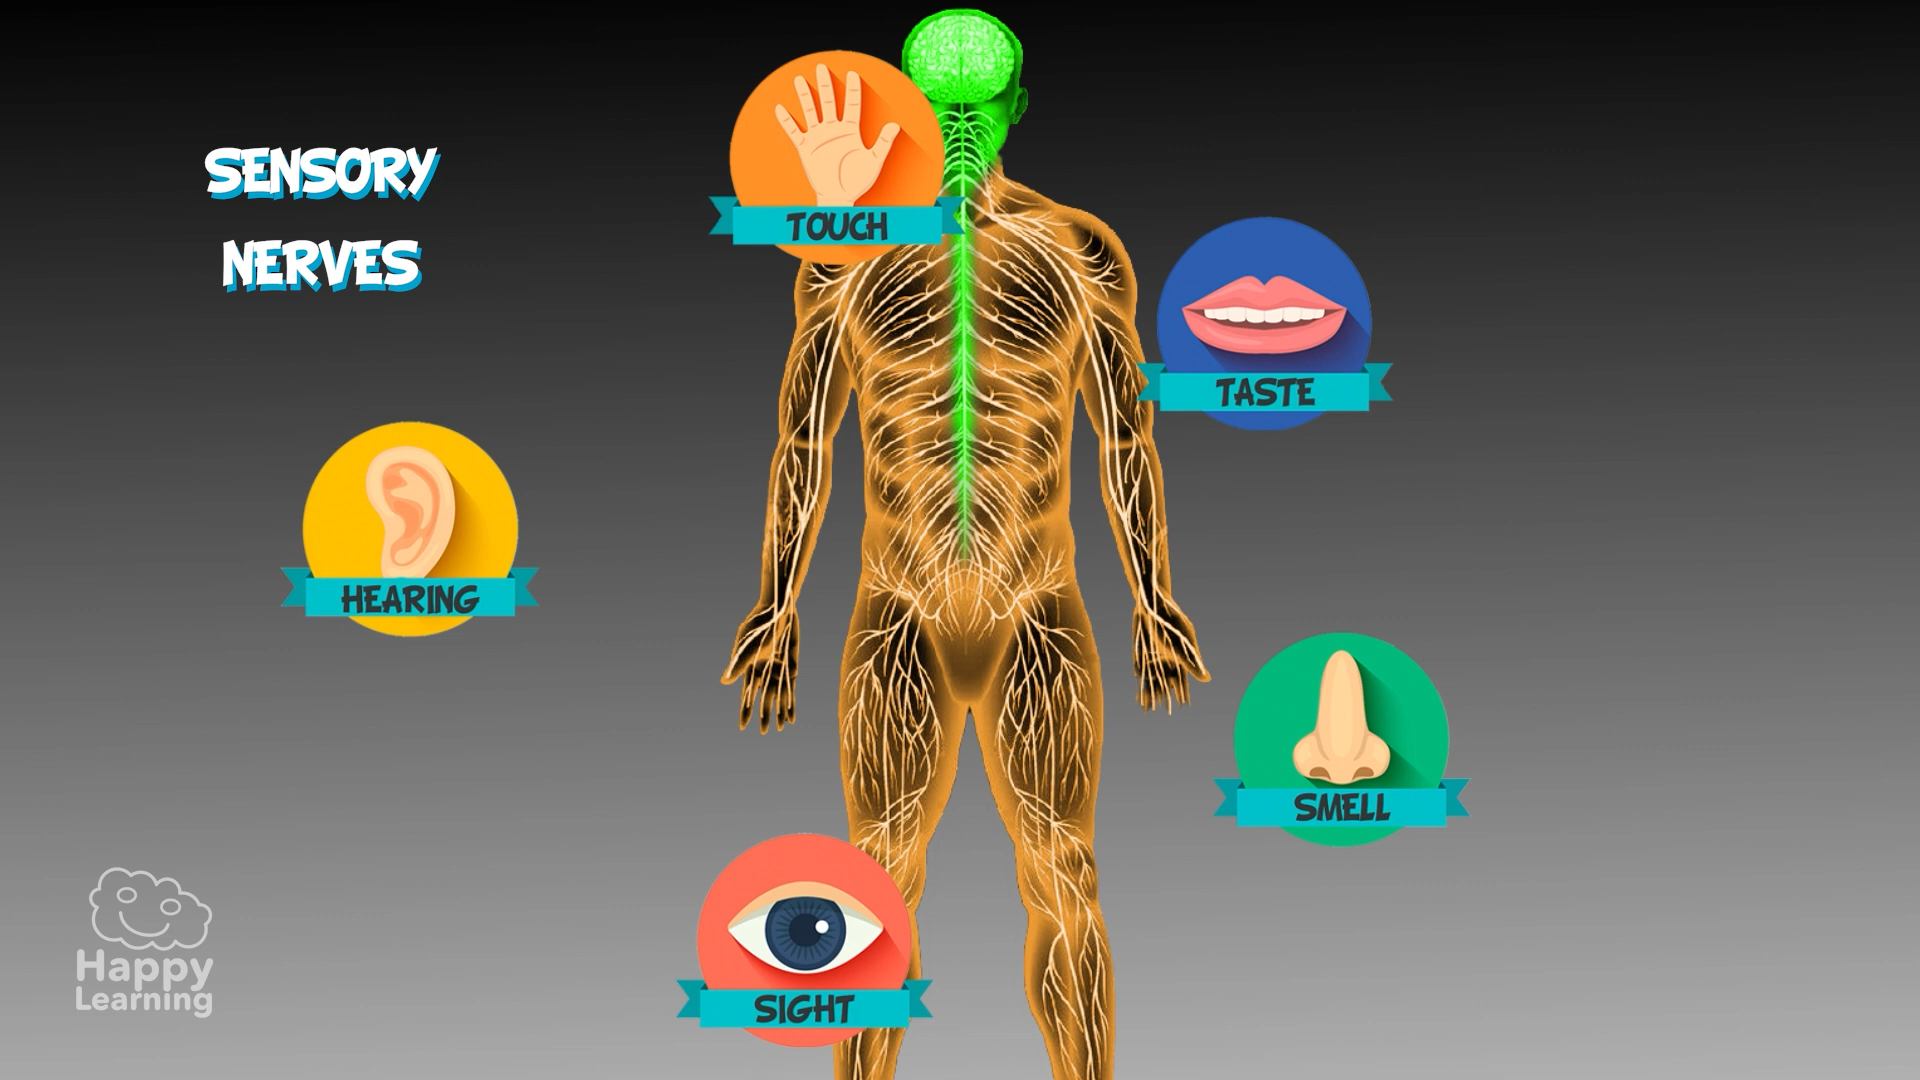 SENSORY
NERVES
TOUCH
TASTE
HEARING
SMELL
SIGHT
Happy
Learning